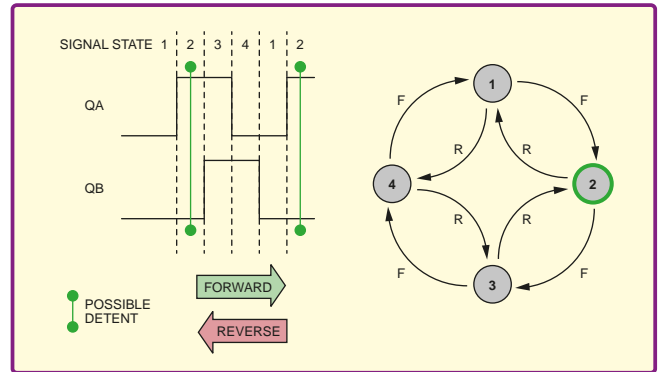 SIGNAL STATE 1 2 3 4 1 2
QA
QB
FORWARD
REVERSE
POSSIBLE
DETENT
1
F
F
R
R
4
2
R
R
F
F
3